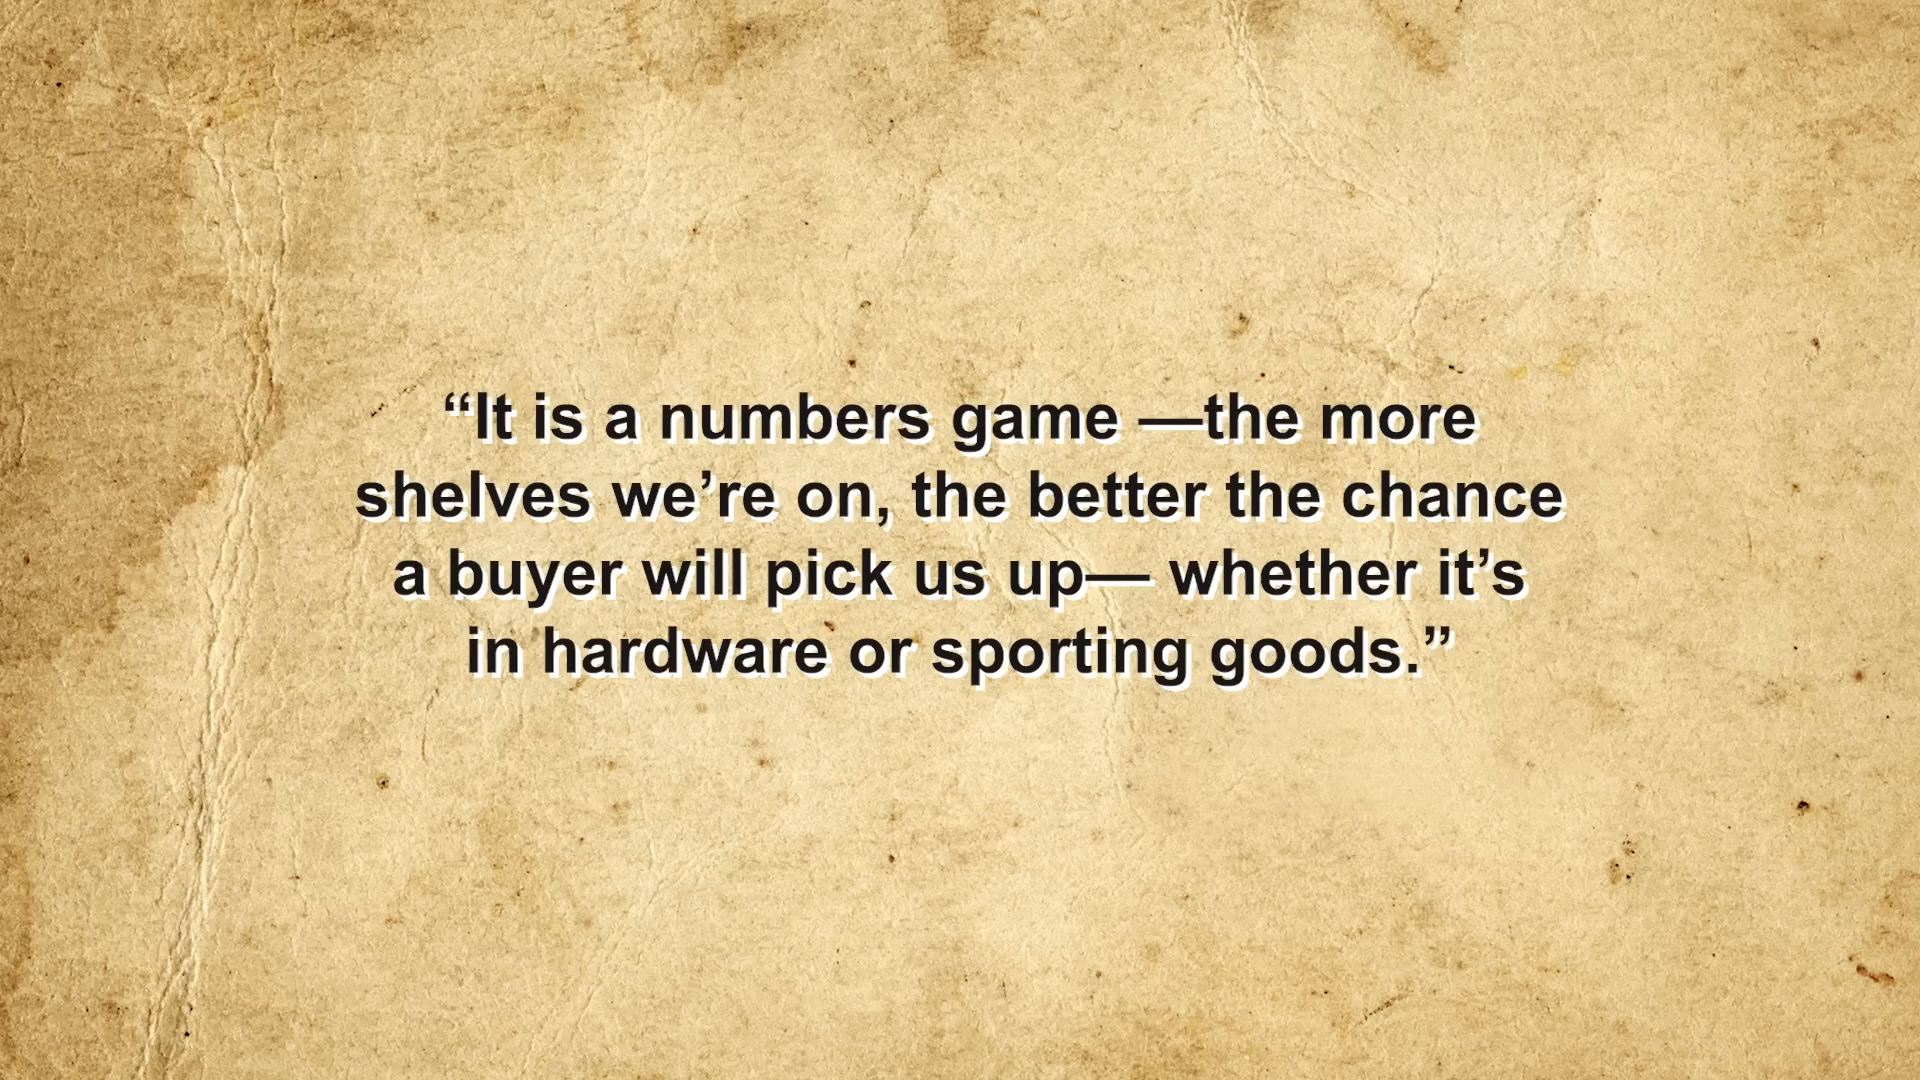 “It is a numbers game —the more
shelves we’re on, the better the chance
a buyer will pick us up— whether it’s
in hardware or sporting goods.”